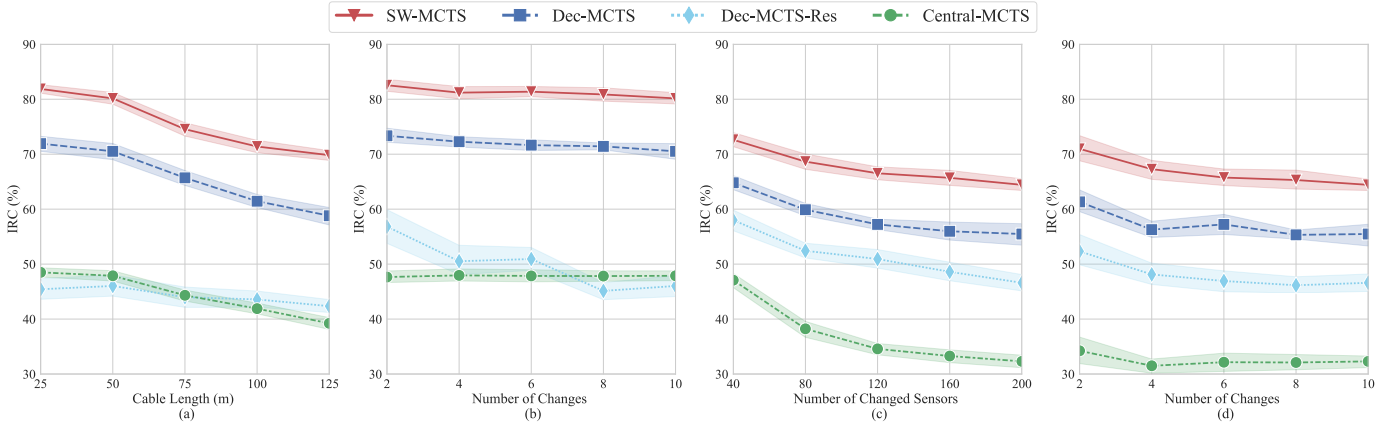 SW-MCTS Dec-MCTS Dec-MCTS-Res Central-MCTS
90
80
70
60
50
40
30
IRC (%)
25 50 75 100 125
Cable Length (m)
(a)
90
80
70
60
50
40
30
IRC (%)
2 4 6 8 10
Number of Changes
(b)
90
80
70
60
50
40
30
IRC (%)
40 80 120 160 200
Number of Changed Sensors
(c)
90
80
70
60
50
40
30
IRC (%)
2 4 6 8 10
Number of Changes
(d)